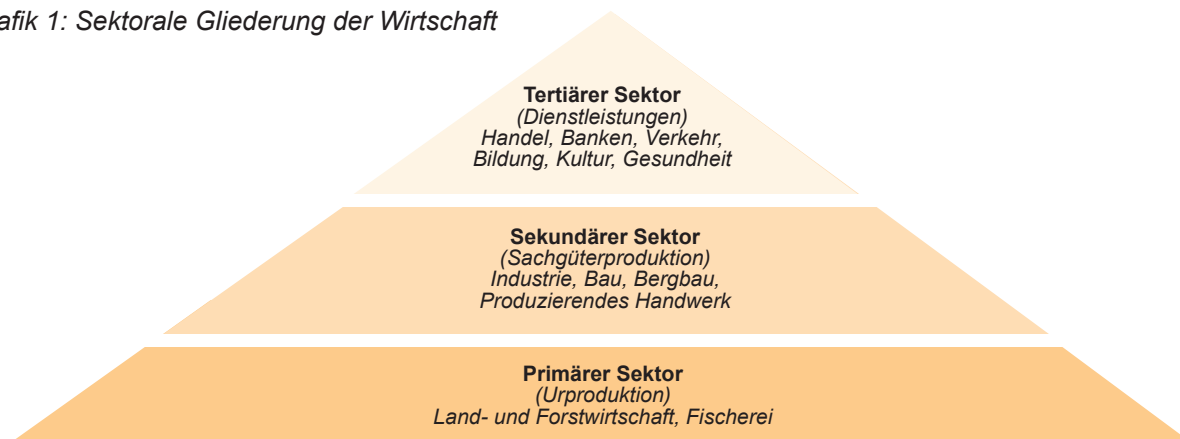 afik 1: Sektorale Gliederung der Wirtschaft
Tertiärer Sektor
(Dienstleistungen)
Handel, Banken, Verkehr,
Bildung, Kultur, Gesundheit
Sekundärer Sektor
(Sachgüterproduktion)
Industrie, Bau, Bergbau,
Produzierendes Handwerk
Primärer Sektor
(Urproduktion)
Land- und Forstwirtschaft, Fischerei